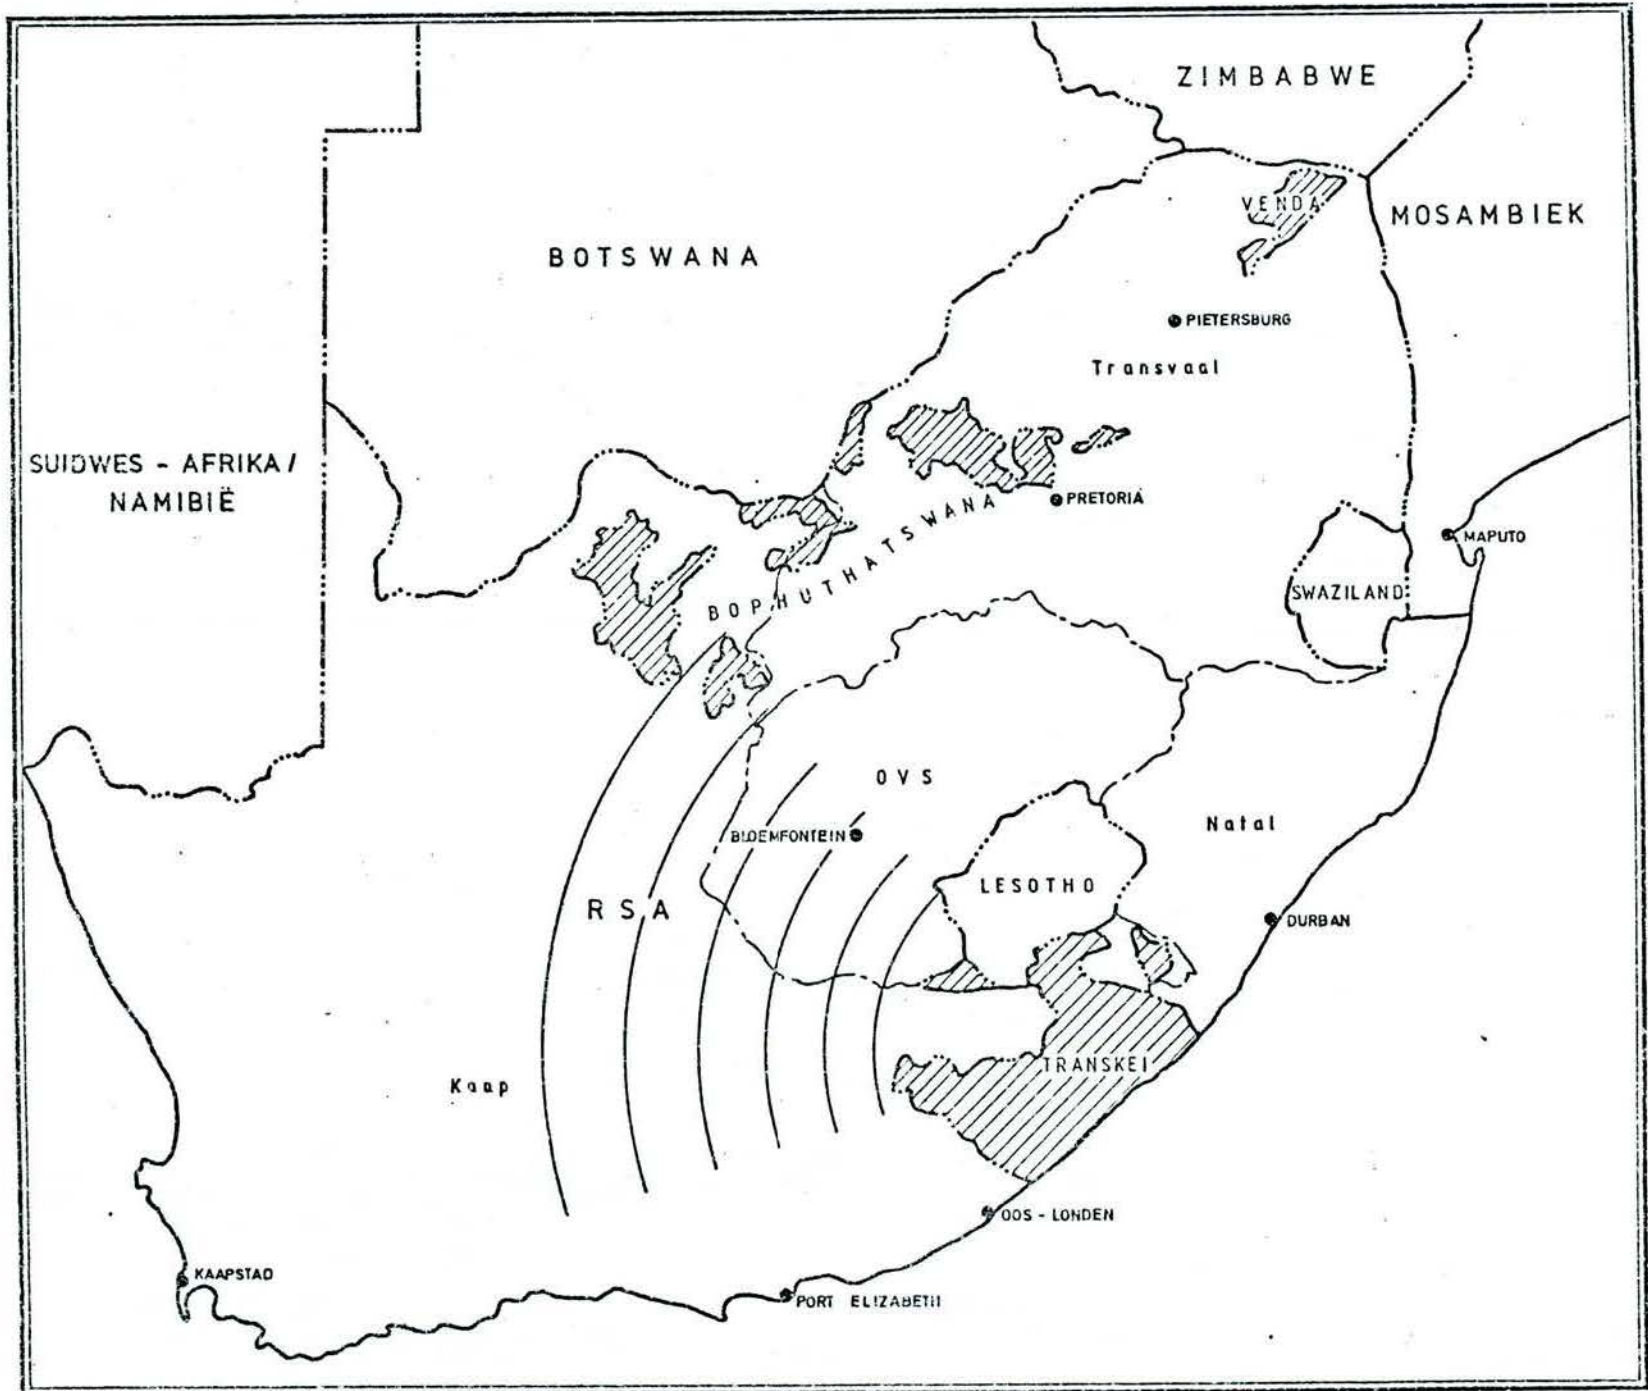 ZIMBABWE
VENDA
MOSAMBIEK
BOTSWANA
PIETERSBURG
Transvaal
SUIDWES - AFRIKA /
NAMIBIË
PRETORIA
BOPHUTHATSWANA
MAPUTO
SWAZILAND
OVS
BLOEMFONTEIN
Natal
LESOTHO
RSA
DURBAN
TRANSKEI
Kaap
OOS - LONDEN
KAAPSTAD
PORT ELIZABETH